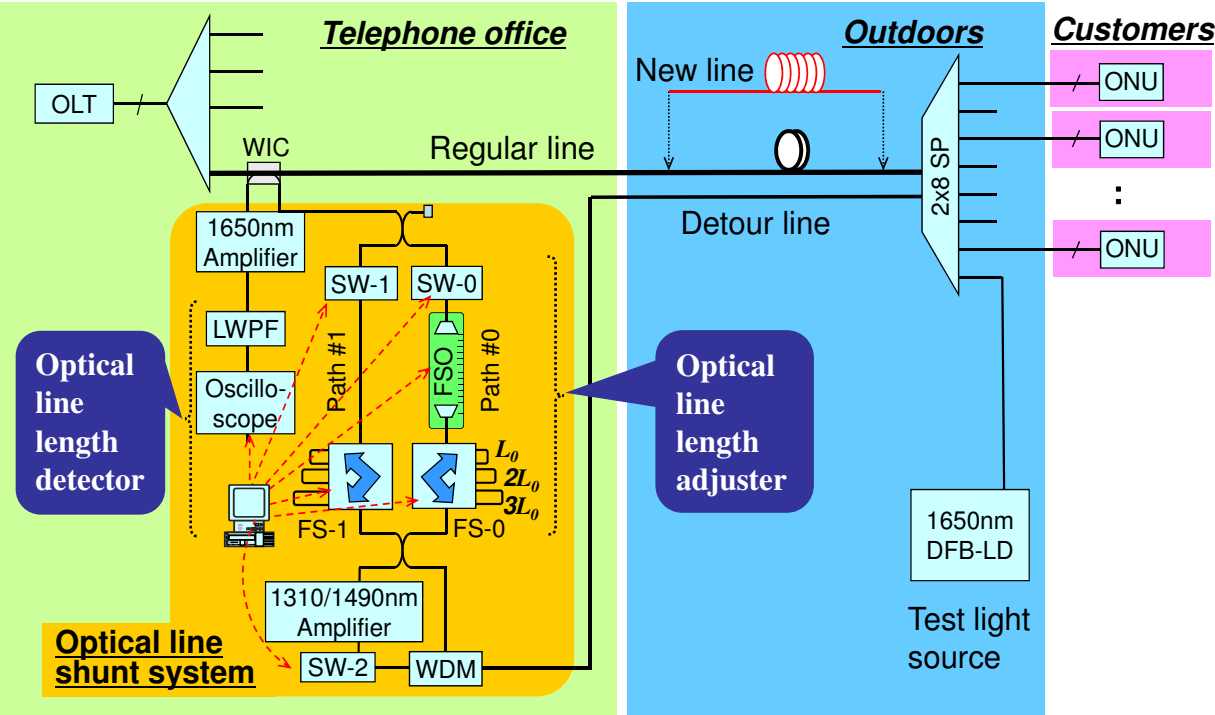 Telephone office
Outdoors
Customers
OLT
WIC
Regular line
New line
Detour line
2x8 SP
ONU
ONU
:
ONU
1650nm
Amplifier
SW-1
SW-0
LWPF
Oscillo-
scope
Path #1
FSO
Path #0
Optical
line
length
detector
Optical
line
length
adjuster
L0
2L0
3L0
FS-1
FS-0
1310/1490nm
Amplifier
SW-2
WDM
Optical line
shunt system
1650nm
DFB-LD
Test light
source